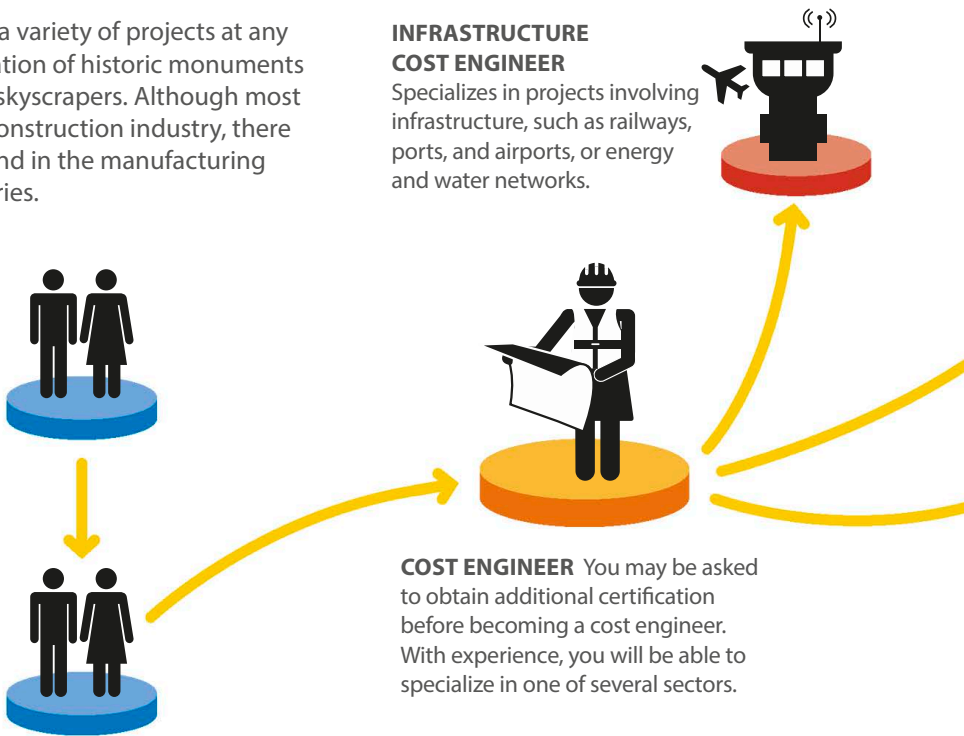 a variety of projects at any
ation of historic monuments
skyscrapers. Although most
onstruction industry, there
nd in the manufacturing
ries.
INFRASTRUCTURE
COST ENGINEER
Specializes in projects involving
infrastructure, such as railways,
ports, and airports, or energy
and water networks.
COST ENGINEER You may be asked
to obtain additional certification
before becoming a cost engineer.
With experience, you will be able to
specialize in one of several sectors.